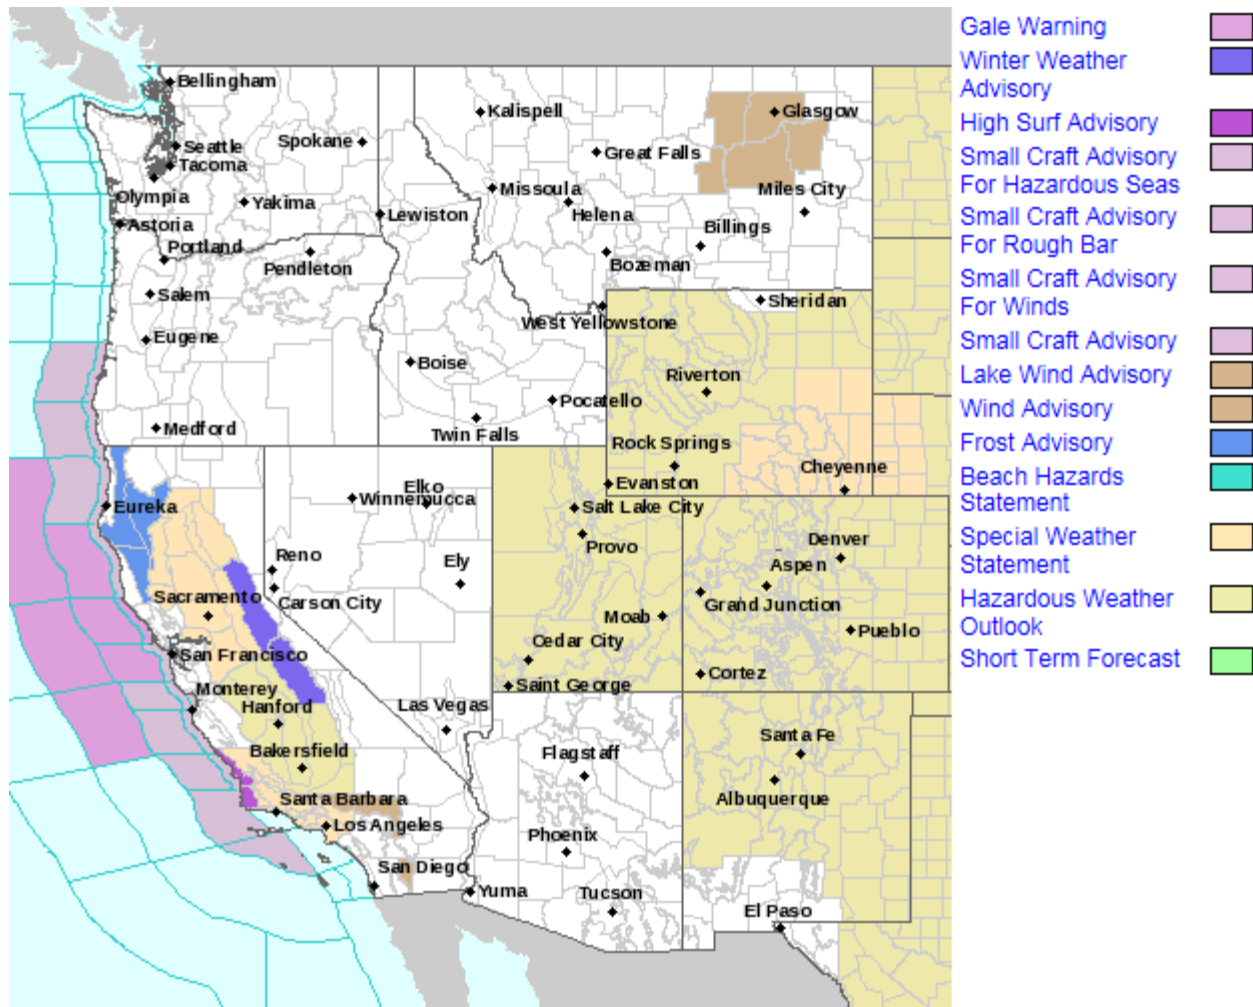 Bellingham
Seattle
Tacoma
Olympia
Spokane
Yakima
Astoria
Portland
Pendleton
Lewiston
Salem
Eugene
Medford
Kalispell
Great Falls
Glasgow
Missoula
Helena
Miles City
Billings
Bozeman
West Yellowstone
Sheridan
Boise
Pocatello
Twin Falls
Riverton
Rock Springs
Cheyenne
Evanston
Eureka
Elko
Winnemucca
Reno
Carson City
Ely
Sacramento
San Francisco
Monterey
Hanford
Bakersfield
Las Vegas
Santa Barbara
Los Angeles
San Diego
Salt Lake City
Provo
Moab
Cedar City
Saint George
Denver
Aspen
Grand Junction
Pueblo
Cortez
Flagstaff
Phoenix
Tucson
Yuma
Santa Fe
Albuquerque
El Paso
Gale Warning
Winter Weather
Advisory
High Surf Advisory
Small Craft Advisory
For Hazardous Seas
Small Craft Advisory
For Rough Bar
Small Craft Advisory
For Winds
Small Craft Advisory
Lake Wind Advisory
Wind Advisory
Frost Advisory
Beach Hazards
Statement
Special Weather
Statement
Hazardous Weather
Outlook
Short Term Forecast